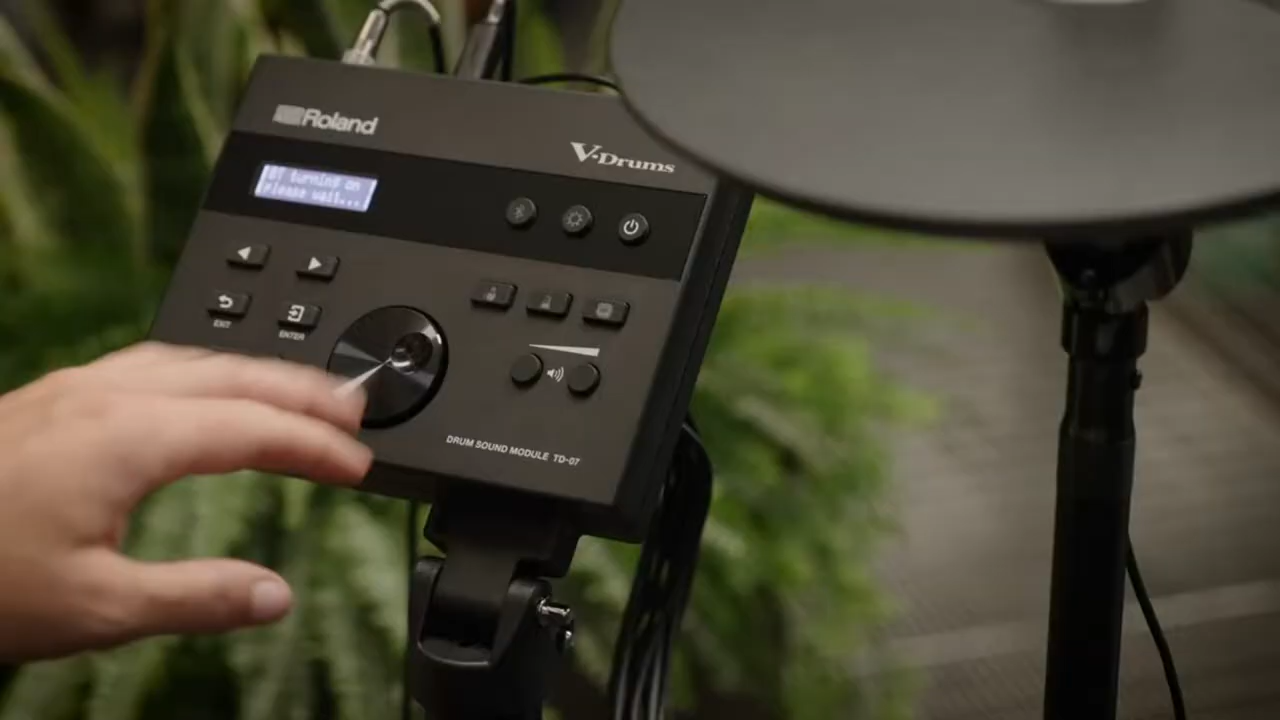 Roland
V-Drums
BT turning on
please wait...
EXIT
ENTER
DRUM SOUND MODULE TD-07